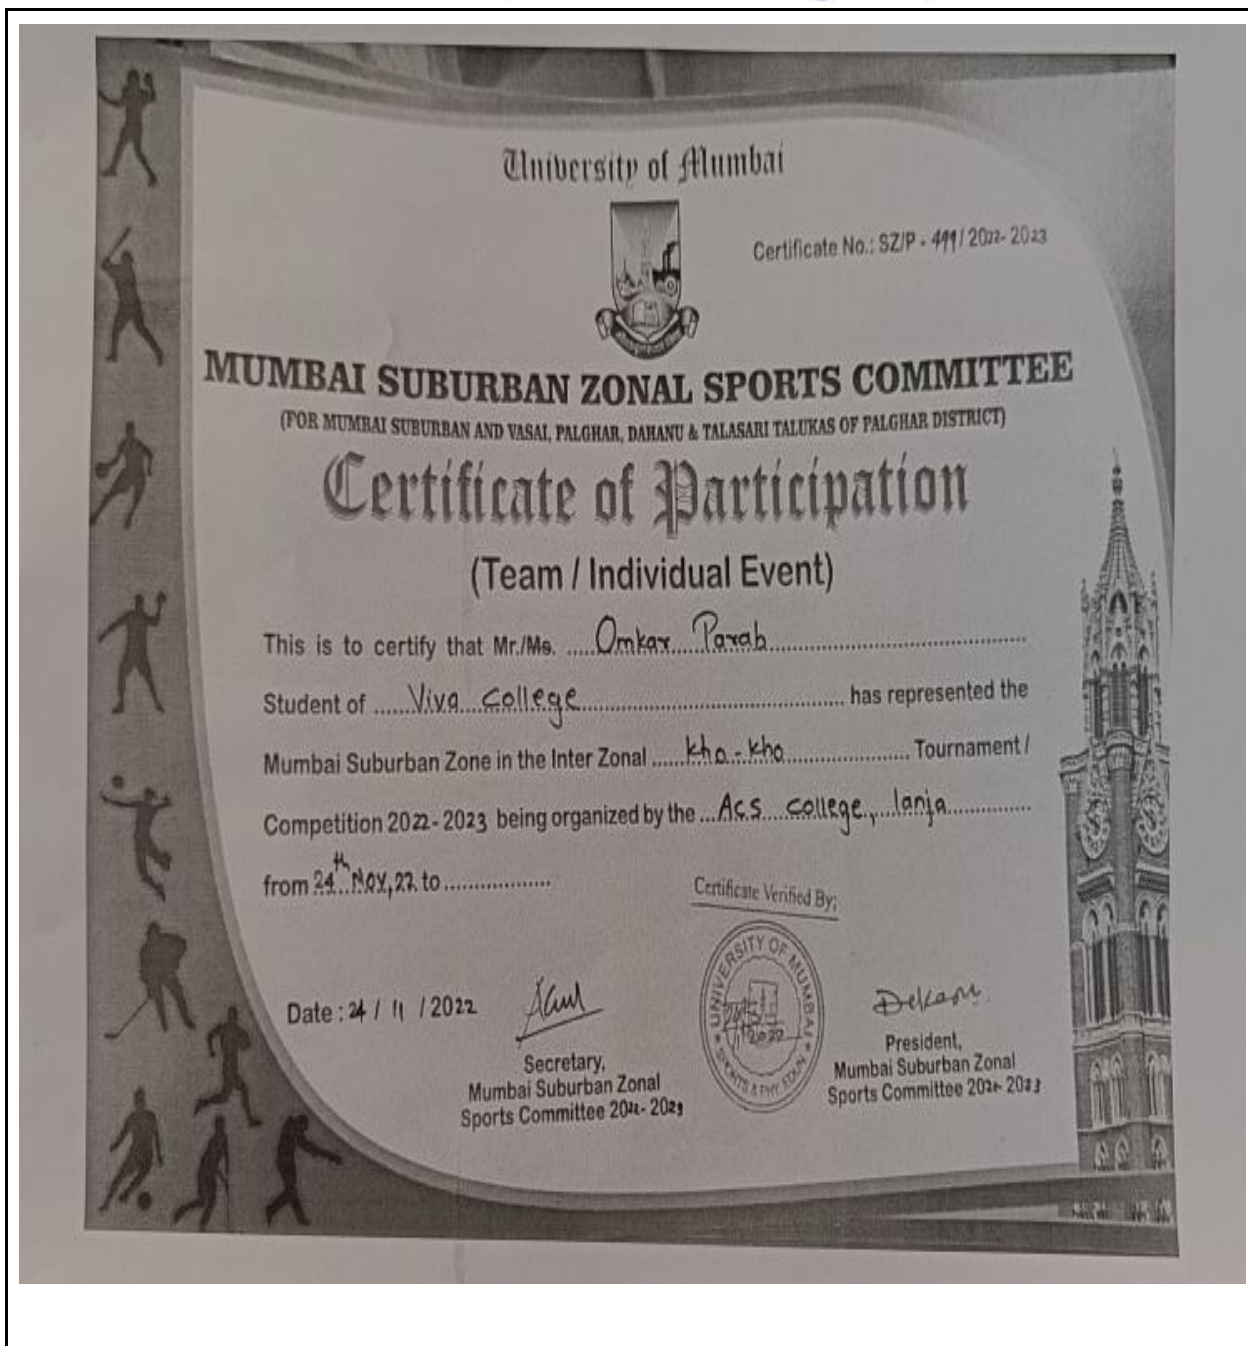 University of Mumbai
Certificate No.: SZ/P - 499 / 2022- 2023
MUMBAI SUBURBAN ZONAL SPORTS COMMITTEE
(FOR MUMBAI SUBURBAN AND VASAI, PALGHAR, DAHANU & TALASARI TALUKAS OF PALGHAR DISTRICT)
Certificate of Participation
(Team / Individual Event)
This is to certify that Mr./Ms. .....Omkar....Parab..........................................
Student of ......Viva...College.......................................... has represented the
Mumbai Suburban Zone in the Inter Zonal ......kho-kho..................... Tournament /
Competition 2022- 2023 being organized by the ...Acs....college,...lanja..............
from 24th Nov, 22 to ..................
Certificate Verified By;
UNIVERSITY OF MUMBAI
SPORTS & PHY. EDUN.
Date : 24 / 11 / 2022
Secretary,
Mumbai Suburban Zonal
Sports Committee 2022- 2023
President,
Mumbai Suburban Zonal
Sports Committee 2022- 2023